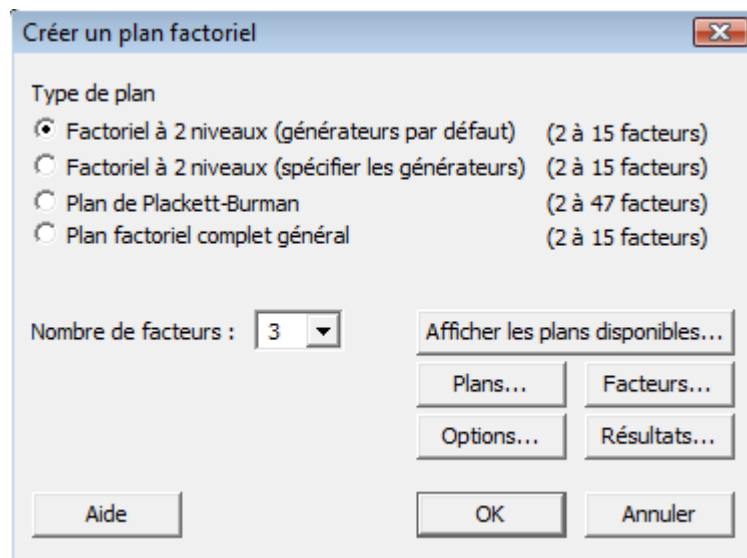 Créer un plan factoriel
Type de plan
Factoriel à 2 niveaux (générateurs par défaut) (2 à 15 facteurs)
Factoriel à 2 niveaux (spécifier les générateurs) (2 à 15 facteurs)
Plan de Plackett-Burman (2 à 47 facteurs)
Plan factoriel complet général (2 à 15 facteurs)
Nombre de facteurs : 3 Afficher les plans disponibles...
Plans... Facteurs...
Options... Résultats...
Aide OK Annuler